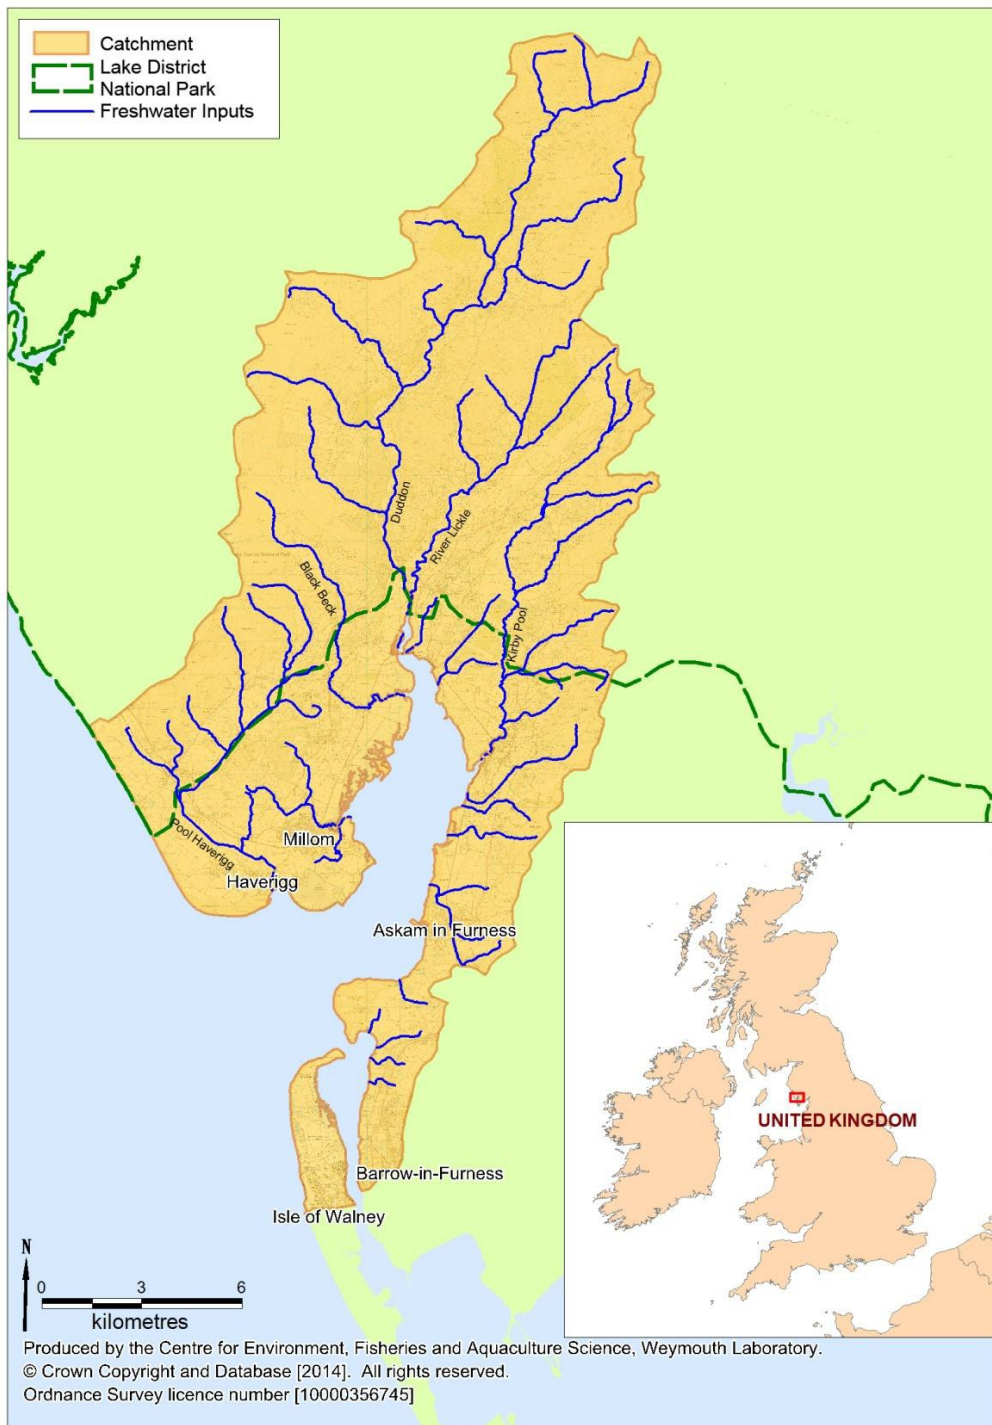 Catchment
Lake District
National Park
Freshwater Inputs
Duddon
River Lickle
Black Beck
Kirby Pool
Pool Haverigg
Millom
Haverigg
Askam in Furness
UNITED KINGDOM
Barrow-in-Furness
Isle of Walney
N
0 3 6
kilometres
Produced by the Centre for Environment, Fisheries and Aquaculture Science, Weymouth Laboratory.
© Crown Copyright and Database [2014]. All rights reserved.
Ordnance Survey licence number [10000356745]